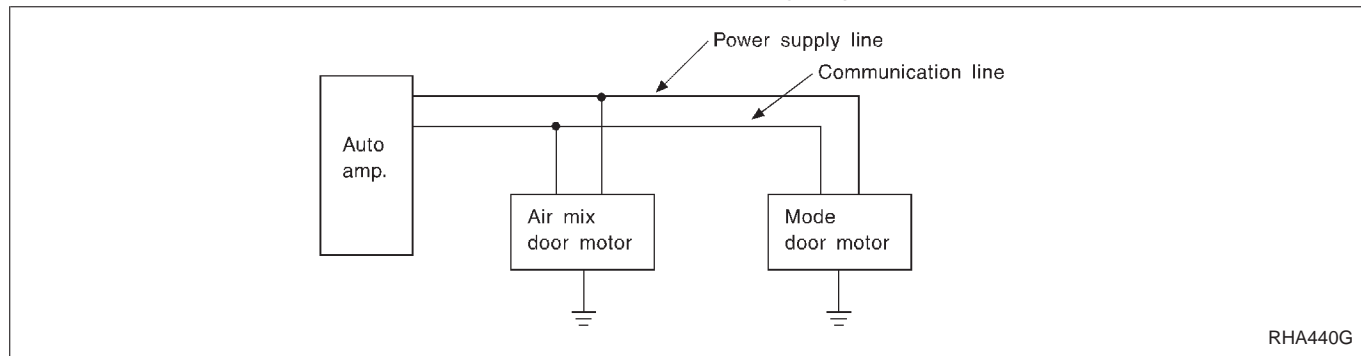 Power supply line
Communication line
Auto
amp.
Air mix
door motor
Mode
door motor
RHA440G